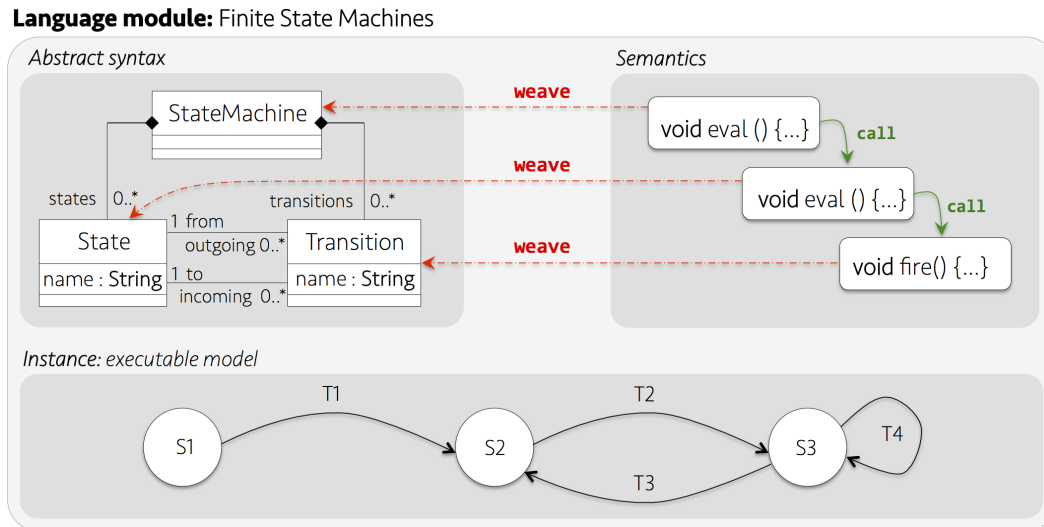 Language module: Finite State Machines
Abstract syntax
Semantics
StateMachine
weave
void eval () {...}
call
states 0..*
transitions 0..*
weave
void eval () {...}
call
State
1 from
outgoing 0..*
Transition
weave
void fire() {...}
name : String
1 to
incoming 0..*
name : String
Instance: executable model
T1
T2
S1
S2
S3
T4
T3